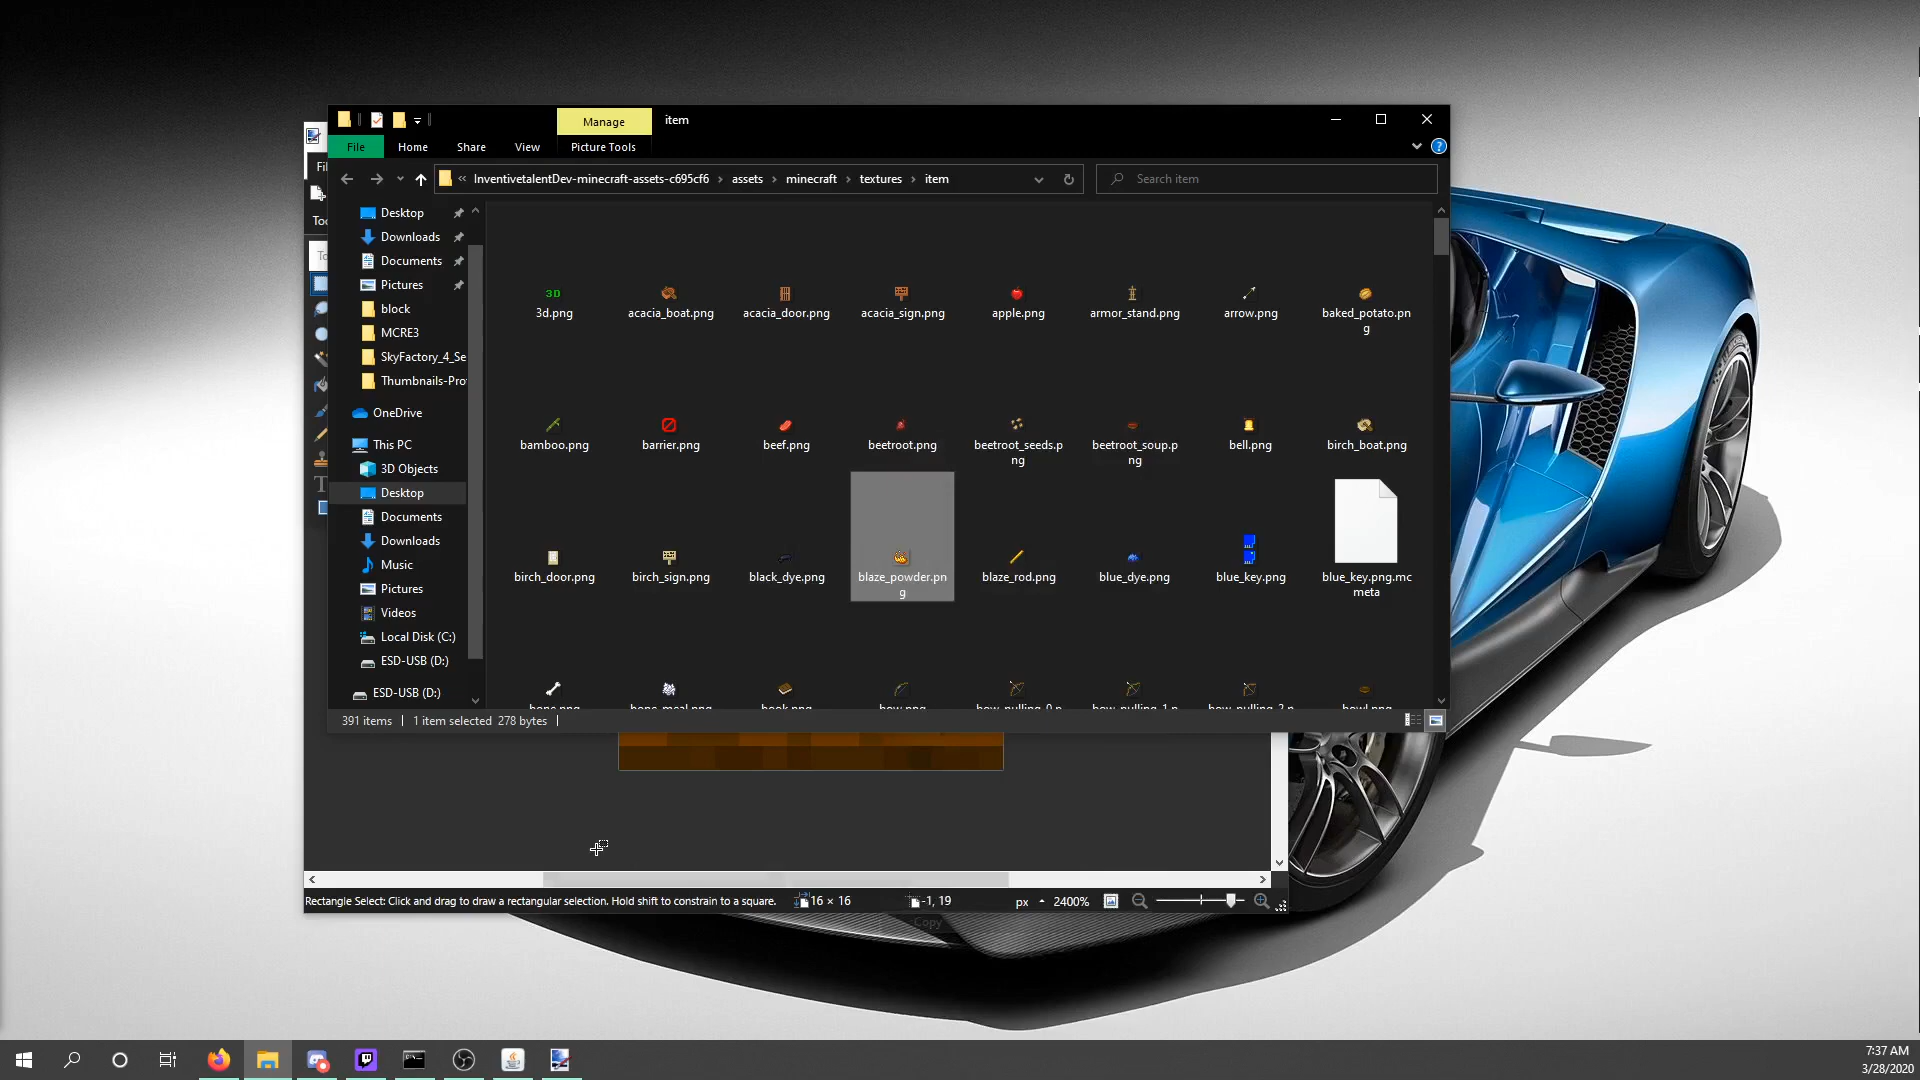 Manage
item
File
Home
Share
View
Picture Tools
InventivetalentDev-minecraft-assets-c695cf6
assets
minecraft
textures
item
Search item
Desktop
Downloads
Documents
Pictures
block
MCRE3
SkyFactory_4_Se
Thumbnails-Pro
OneDrive
This PC
3D Objects
Desktop
Documents
Downloads
Music
Pictures
Videos
Local Disk (C:)
ESD-USB (D:)
ESD-USB (D:)
3D
3d.png
acacia_boat.png
acacia_door.png
acacia_sign.png
apple.png
armor_stand.png
arrow.png
baked_potato.pn
g
bamboo.png
barrier.png
beef.png
beetroot.png
beetroot_seeds.p
ng
beetroot_soup.p
ng
bell.png
birch_boat.png
birch_door.png
birch_sign.png
black_dye.png
blaze_powder.pn
g
blaze_rod.png
blue_dye.png
blue_key.png
blue_key.png.mc
meta
bone.png
bone_meal.png
book.png
bow.png
bow_pulling_0.p
bow_pulling_1.p
bow_pulling_2.p
bowl.png
391 items
1 item selected 278 bytes
Rectangle Select: Click and drag to draw a rectangular selection. Hold shift to constrain to a square.
16 × 16
-1, 19
px
2400%
Copy
7:37 AM
3/28/2020